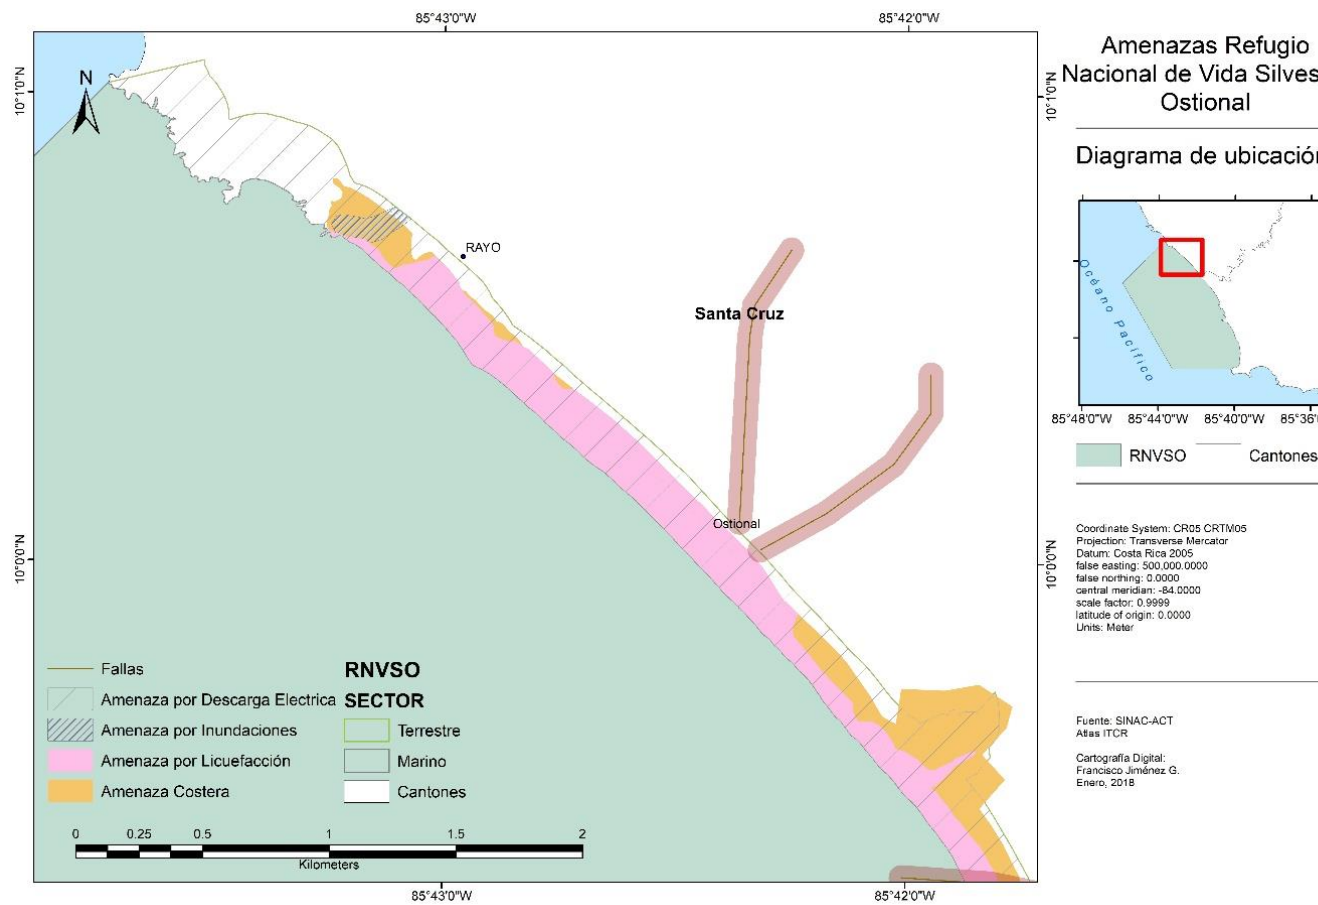 85°43'0"W
85°42'0"W
10°1'0"N
10°1'0"N
N
RAYO
Santa Cruz
Ostional
10°0'0"N
10°0'0"N
Fallas
Amenaza por Descarga Electrica
Amenaza por Inundaciones
Amenaza por Licuefacción
Amenaza Costera
RNVSO
SECTOR
Terrestre
Marino
Cantones
0 0.25 0.5 1 1.5 2
Kilometers
85°43'0"W
85°42'0"W
Amenazas Refugio
Nacional de Vida Silves
Ostional
Diagrama de ubicación
Océano Pacífico
85°48'0"W 85°44'0"W 85°40'0"W 85°36'
RNVSO
Cantones
Coordinate System: CR05 CRTM05
Projection: Transverse Mercator
Datum: Costa Rica 2005
false easting: 500,000.0000
false northing: 0.0000
central meridian: -84.0000
scale factor: 0.9999
latitude of origin: 0.0000
Units: Meter
Fuente: SINAC-ACT
Atlas ITCR
Cartografía Digital:
Francisco Jiménez G.
Enero, 2018